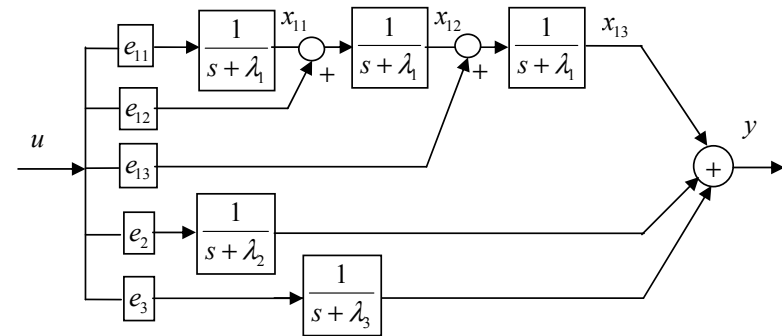 x₁₁ x₁₂ x₁₃
e₁₁ 1/(s + λ₁) 1/(s + λ₁) 1/(s + λ₁)
+ +
e₁₂
u e₁₃ + y
e₂ 1/(s + λ₂)
e₃ 1/(s + λ₃)